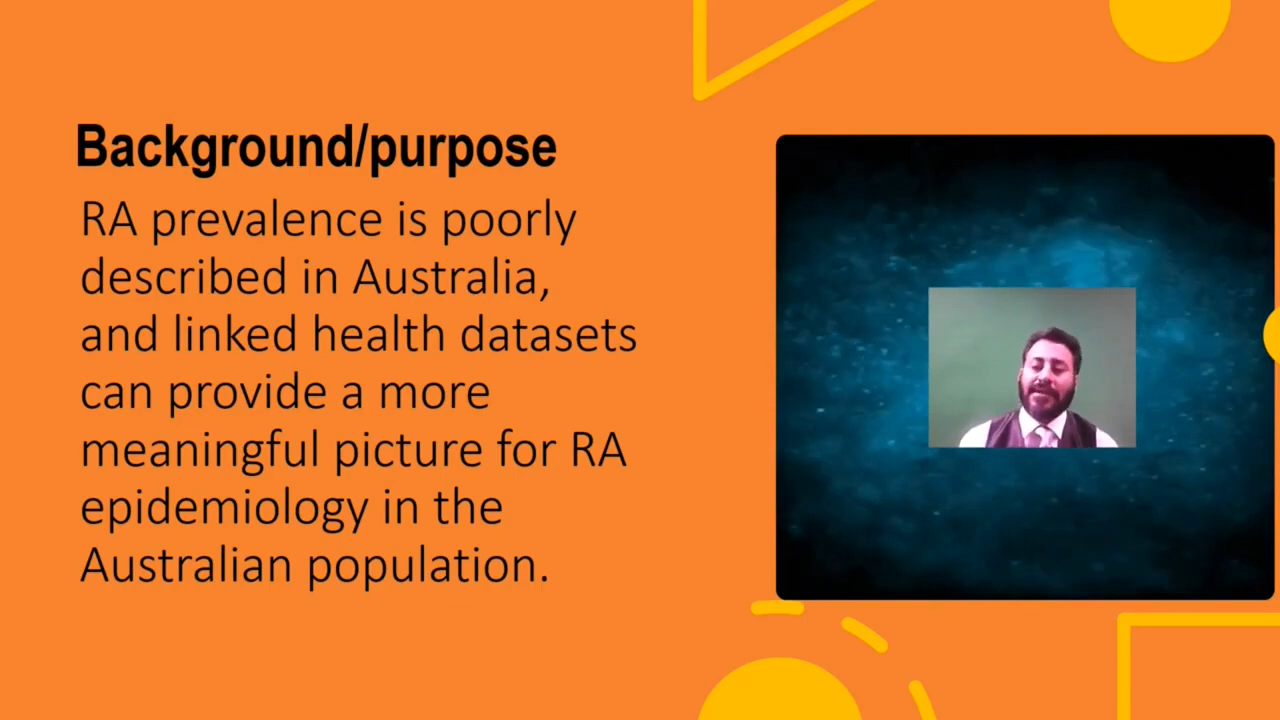 Background/purpose
RA prevalence is poorly
described in Australia,
and linked health datasets
can provide a more
meaningful picture for RA
epidemiology in the
Australian population.